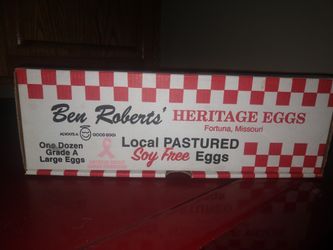 Ben Roberts' HERITAGE EGGS
Fortuna, Missouri
ALWAYS A GOOD EGG!
One Dozen
Grade A
Large Eggs
Local PASTURED
Soy Free Eggs